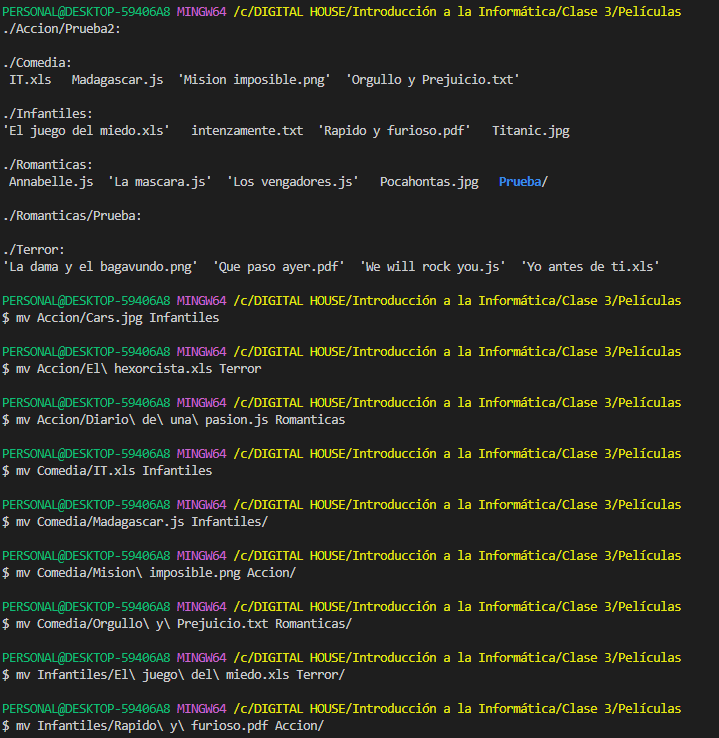 PERSONAL@DESKTOP-59406A8 MINGW64 /c/DIGITAL HOUSE/Introducción a la Informática/Clase 3/Películas
./Accion/Prueba2:
./Comedia:
IT.xls   Madagascar.js  'Mision imposible.png'  'Orgullo y Prejuicio.txt'
./Infantiles:
'El juego del miedo.xls'   intenzamente.txt  'Rapido y furioso.pdf'   Titanic.jpg
./Romanticas:
Annabelle.js  'La mascara.js'  'Los vengadores.js'   Pocahontas.jpg   Prueba/
./Romanticas/Prueba:
./Terror:
'La dama y el bagavundo.png'  'Que paso ayer.pdf'  'We will rock you.js'  'Yo antes de ti.xls'
PERSONAL@DESKTOP-59406A8 MINGW64 /c/DIGITAL HOUSE/Introducción a la Informática/Clase 3/Películas
$ mv Accion/Cars.jpg Infantiles
PERSONAL@DESKTOP-59406A8 MINGW64 /c/DIGITAL HOUSE/Introducción a la Informática/Clase 3/Películas
$ mv Accion/El\ hexorcista.xls Terror
PERSONAL@DESKTOP-59406A8 MINGW64 /c/DIGITAL HOUSE/Introducción a la Informática/Clase 3/Películas
$ mv Accion/Diario\ de\ una\ pasion.js Romanticas
PERSONAL@DESKTOP-59406A8 MINGW64 /c/DIGITAL HOUSE/Introducción a la Informática/Clase 3/Películas
$ mv Comedia/IT.xls Infantiles
PERSONAL@DESKTOP-59406A8 MINGW64 /c/DIGITAL HOUSE/Introducción a la Informática/Clase 3/Películas
$ mv Comedia/Madagascar.js Infantiles/
PERSONAL@DESKTOP-59406A8 MINGW64 /c/DIGITAL HOUSE/Introducción a la Informática/Clase 3/Películas
$ mv Comedia/Mision\ imposible.png Accion/
PERSONAL@DESKTOP-59406A8 MINGW64 /c/DIGITAL HOUSE/Introducción a la Informática/Clase 3/Películas
$ mv Comedia/Orgullo\ y\ Prejuicio.txt Romanticas/
PERSONAL@DESKTOP-59406A8 MINGW64 /c/DIGITAL HOUSE/Introducción a la Informática/Clase 3/Películas
$ mv Infantiles/El\ juego\ del\ miedo.xls Terror/
PERSONAL@DESKTOP-59406A8 MINGW64 /c/DIGITAL HOUSE/Introducción a la Informática/Clase 3/Películas
$ mv Infantiles/Rapido\ y\ furioso.pdf Accion/